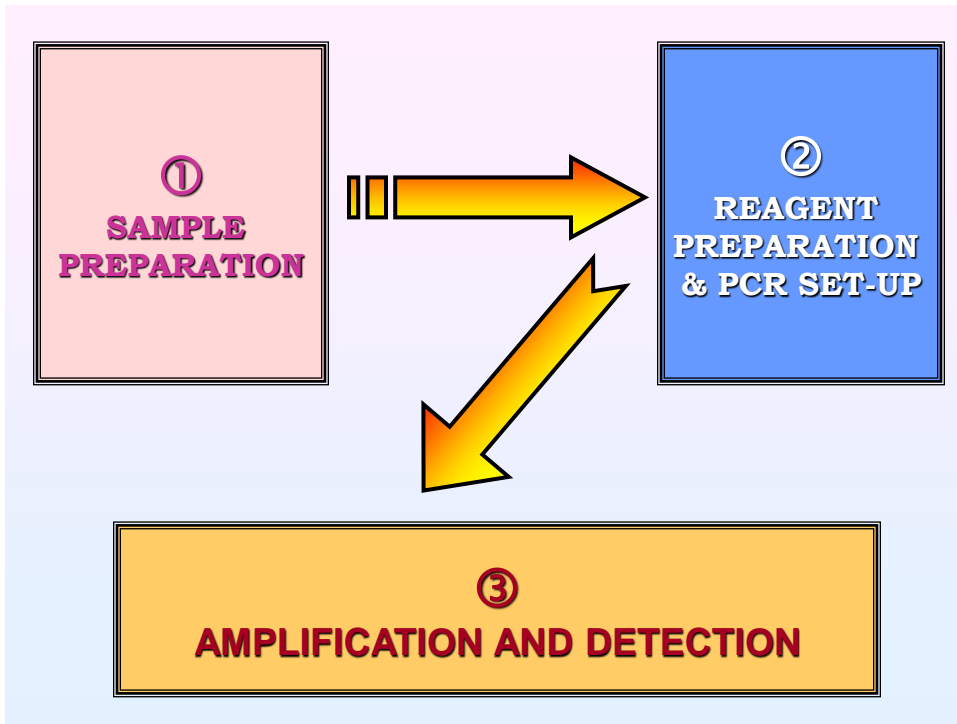 ①
SAMPLE
PREPARATION
②
REAGENT
PREPARATION
& PCR SET-UP
③
AMPLIFICATION AND DETECTION